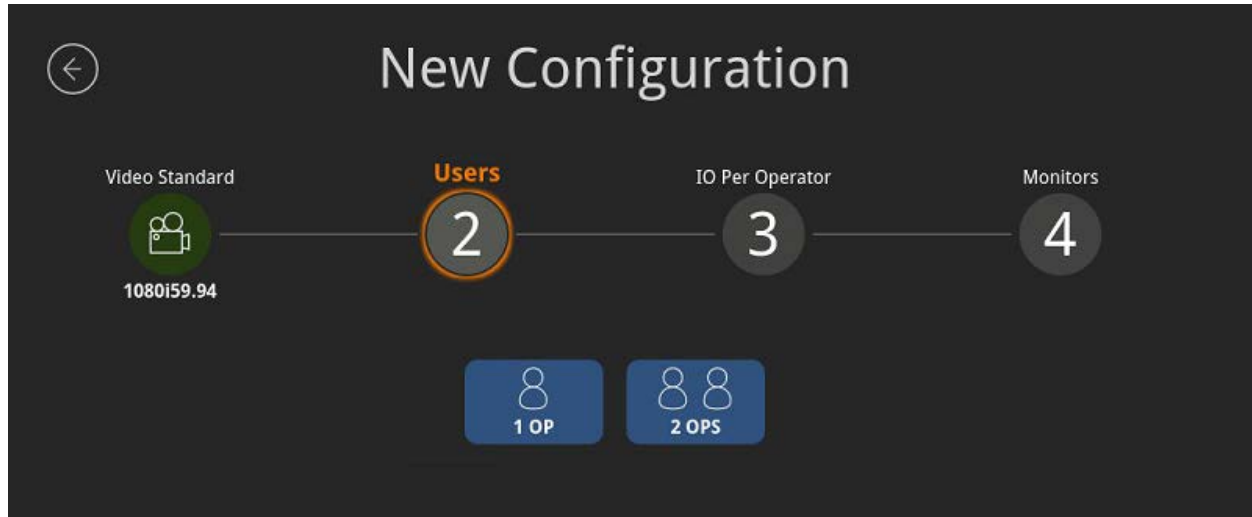 New Configuration
Video Standard
Users
IO Per Operator
Monitors
2
3
4
1080i59.94
1 OP
2 OPS